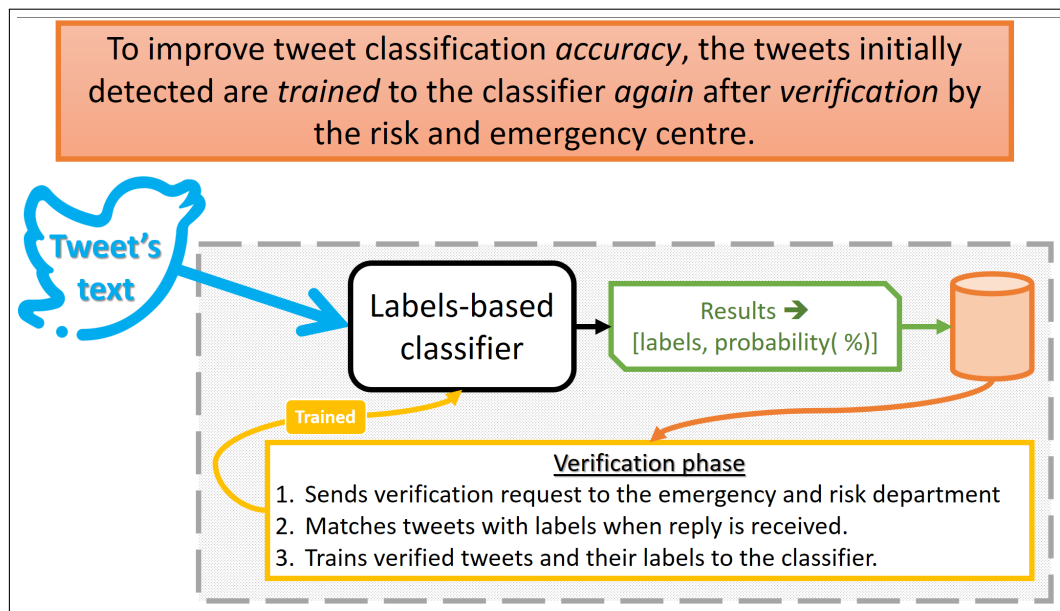 To improve tweet classification accuracy, the tweets initially
detected are trained to the classifier again after verification by
the risk and emergency centre.
Tweet's
text
Labels-based
classifier
Results ➔
[labels, probability( %)]
Trained
Verification phase
1. Sends verification request to the emergency and risk department
2. Matches tweets with labels when reply is received.
3. Trains verified tweets and their labels to the classifier.